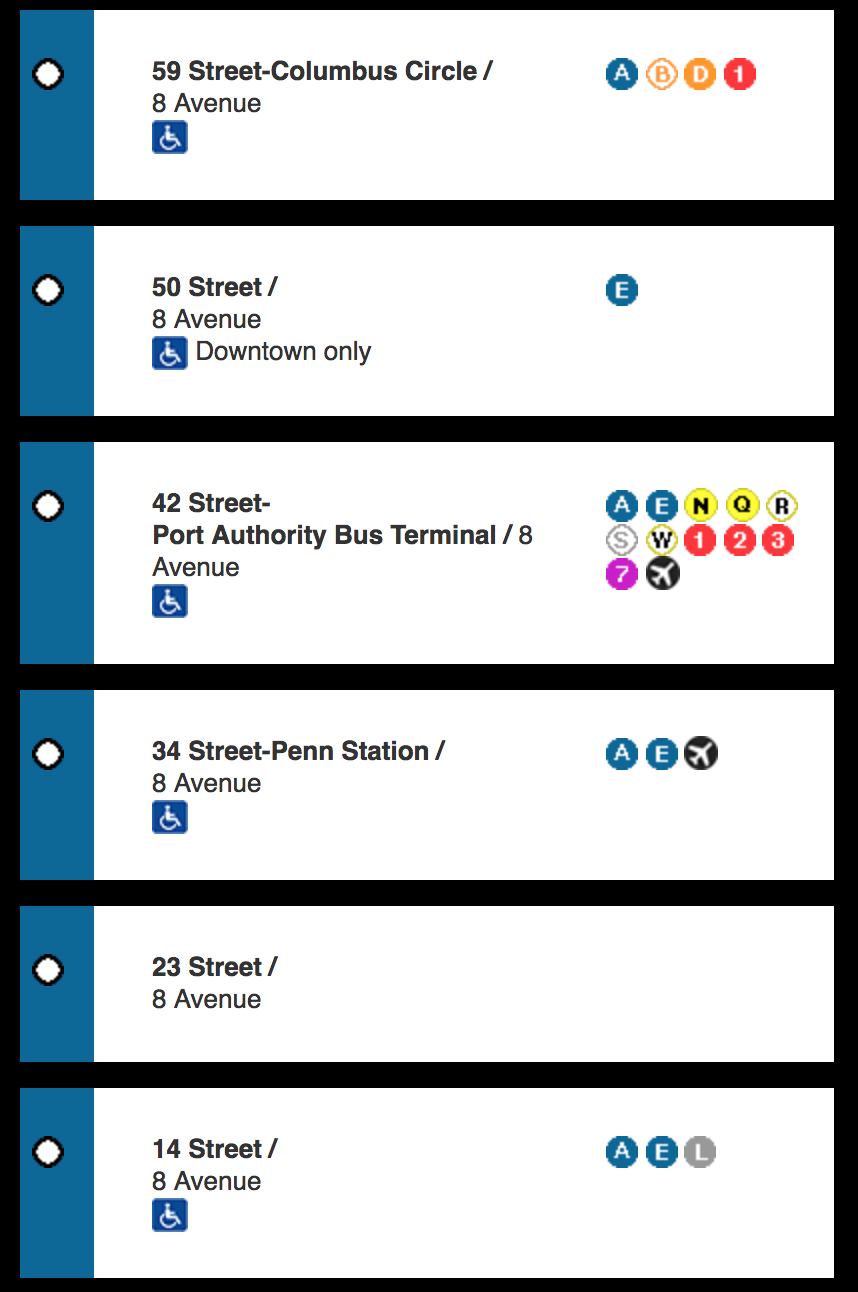 59 Street-Columbus Circle / A B D 1
8 Avenue
50 Street / E
8 Avenue
Downtown only
42 Street- A E N Q R
Port Authority Bus Terminal / 8 S W 1 2 3
Avenue 7
34 Street-Penn Station / A E
8 Avenue
23 Street /
8 Avenue
14 Street / A E L
8 Avenue